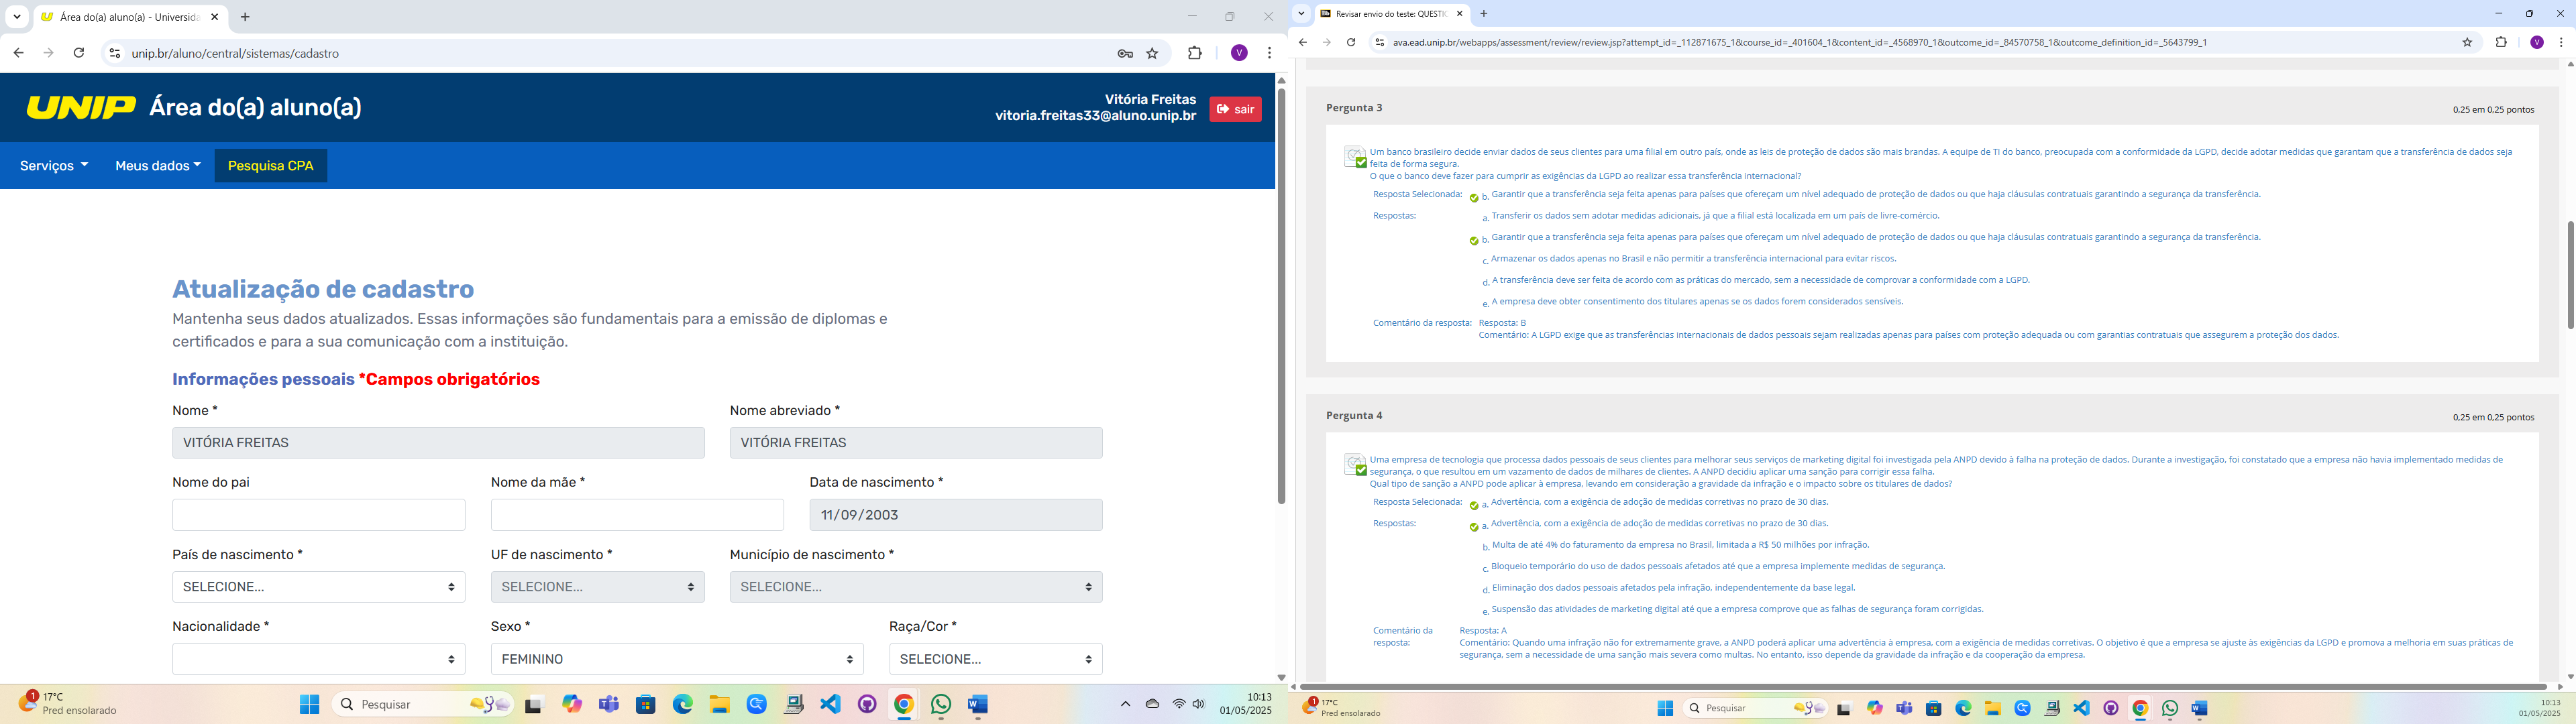 Área do(a) aluno(a) - Universida
unip.br/aluno/central/sistemas/cadastro
V
UNIP Área do(a) aluno(a)
Vitória Freitas
vitoria.freitas33@aluno.unip.br
sair
Serviços
Meus dados
Pesquisa CPA
Atualização de cadastro
Mantenha seus dados atualizados. Essas informações são fundamentais para a emissão de diplomas e
certificados e para a sua comunicação com a instituição.
Informações pessoais *Campos obrigatórios
Nome *
Nome abreviado *
VITÓRIA FREITAS
VITÓRIA FREITAS
Nome do pai
Nome da mãe *
Data de nascimento *
11/09/2003
País de nascimento *
UF de nascimento *
Município de nascimento *
SELECIONE...
SELECIONE...
SELECIONE...
Nacionalidade *
Sexo *
Raça/Cor *
FEMININO
SELECIONE...
1
17°C
Pred ensolarado
Pesquisar
10:13
01/05/2025
Revisar envio do teste: QUESTIC
ava.ead.unip.br/webapps/assessment/review/review.jsp?attempt_id=_112871675_1&course_id=_401604_1&content_id=_4568970_1&outcome_id=_84570758_1&outcome_definition_id=_5643799_1
V
Pergunta 3
0,25 em 0,25 pontos
Um banco brasileiro decide enviar dados de seus clientes para uma filial em outro país, onde as leis de proteção de dados são mais brandas. A equipe de TI do banco, preocupada com a conformidade da LGPD, decide adotar medidas que garantam que a transferência de dados seja
feita de forma segura.
O que o banco deve fazer para cumprir as exigências da LGPD ao realizar essa transferência internacional?
Resposta Selecionada: b. Garantir que a transferência seja feita apenas para países que ofereçam um nível adequado de proteção de dados ou que haja cláusulas contratuais garantindo a segurança da transferência.
Respostas: a. Transferir os dados sem adotar medidas adicionais, já que a filial está localizada em um país de livre-comércio.
b. Garantir que a transferência seja feita apenas para países que ofereçam um nível adequado de proteção de dados ou que haja cláusulas contratuais garantindo a segurança da transferência.
c. Armazenar os dados apenas no Brasil e não permitir a transferência internacional para evitar riscos.
d. A transferência deve ser feita de acordo com as práticas do mercado, sem a necessidade de comprovar a conformidade com a LGPD.
e. A empresa deve obter consentimento dos titulares apenas se os dados forem considerados sensíveis.
Comentário da resposta: Resposta: B
Comentário: A LGPD exige que as transferências internacionais de dados pessoais sejam realizadas apenas para países com proteção adequada ou com garantias contratuais que assegurem a proteção dos dados.
Pergunta 4
0,25 em 0,25 pontos
Uma empresa de tecnologia que processa dados pessoais de seus clientes para melhorar seus serviços de marketing digital foi investigada pela ANPD devido à falha na proteção de dados. Durante a investigação, foi constatado que a empresa não havia implementado medidas de
segurança, o que resultou em um vazamento de dados de milhares de clientes. A ANPD decidiu aplicar uma sanção para corrigir essa falha.
Qual tipo de sanção a ANPD pode aplicar à empresa, levando em consideração a gravidade da infração e o impacto sobre os titulares de dados?
Resposta Selecionada: a. Advertência, com a exigência de adoção de medidas corretivas no prazo de 30 dias.
Respostas: a. Advertência, com a exigência de adoção de medidas corretivas no prazo de 30 dias.
b. Multa de até 4% do faturamento da empresa no Brasil, limitada a R$ 50 milhões por infração.
c. Bloqueio temporário do uso de dados pessoais afetados até que a empresa implemente medidas de segurança.
d. Eliminação dos dados pessoais afetados pela infração, independentemente da base legal.
e. Suspensão das atividades de marketing digital até que a empresa comprove que as falhas de segurança foram corrigidas.
Comentário da resposta: Resposta: A
Comentário: Quando uma infração não for extremamente grave, a ANPD poderá aplicar uma advertência à empresa, com a exigência de medidas corretivas. O objetivo é que a empresa se ajuste às exigências da LGPD e promova a melhoria em suas práticas de
segurança, sem a necessidade de uma sanção mais severa como multas. No entanto, isso depende da gravidade da infração e da cooperação da empresa.
1
17°C
Pred ensolarado
Pesquisar
10:13
01/05/2025